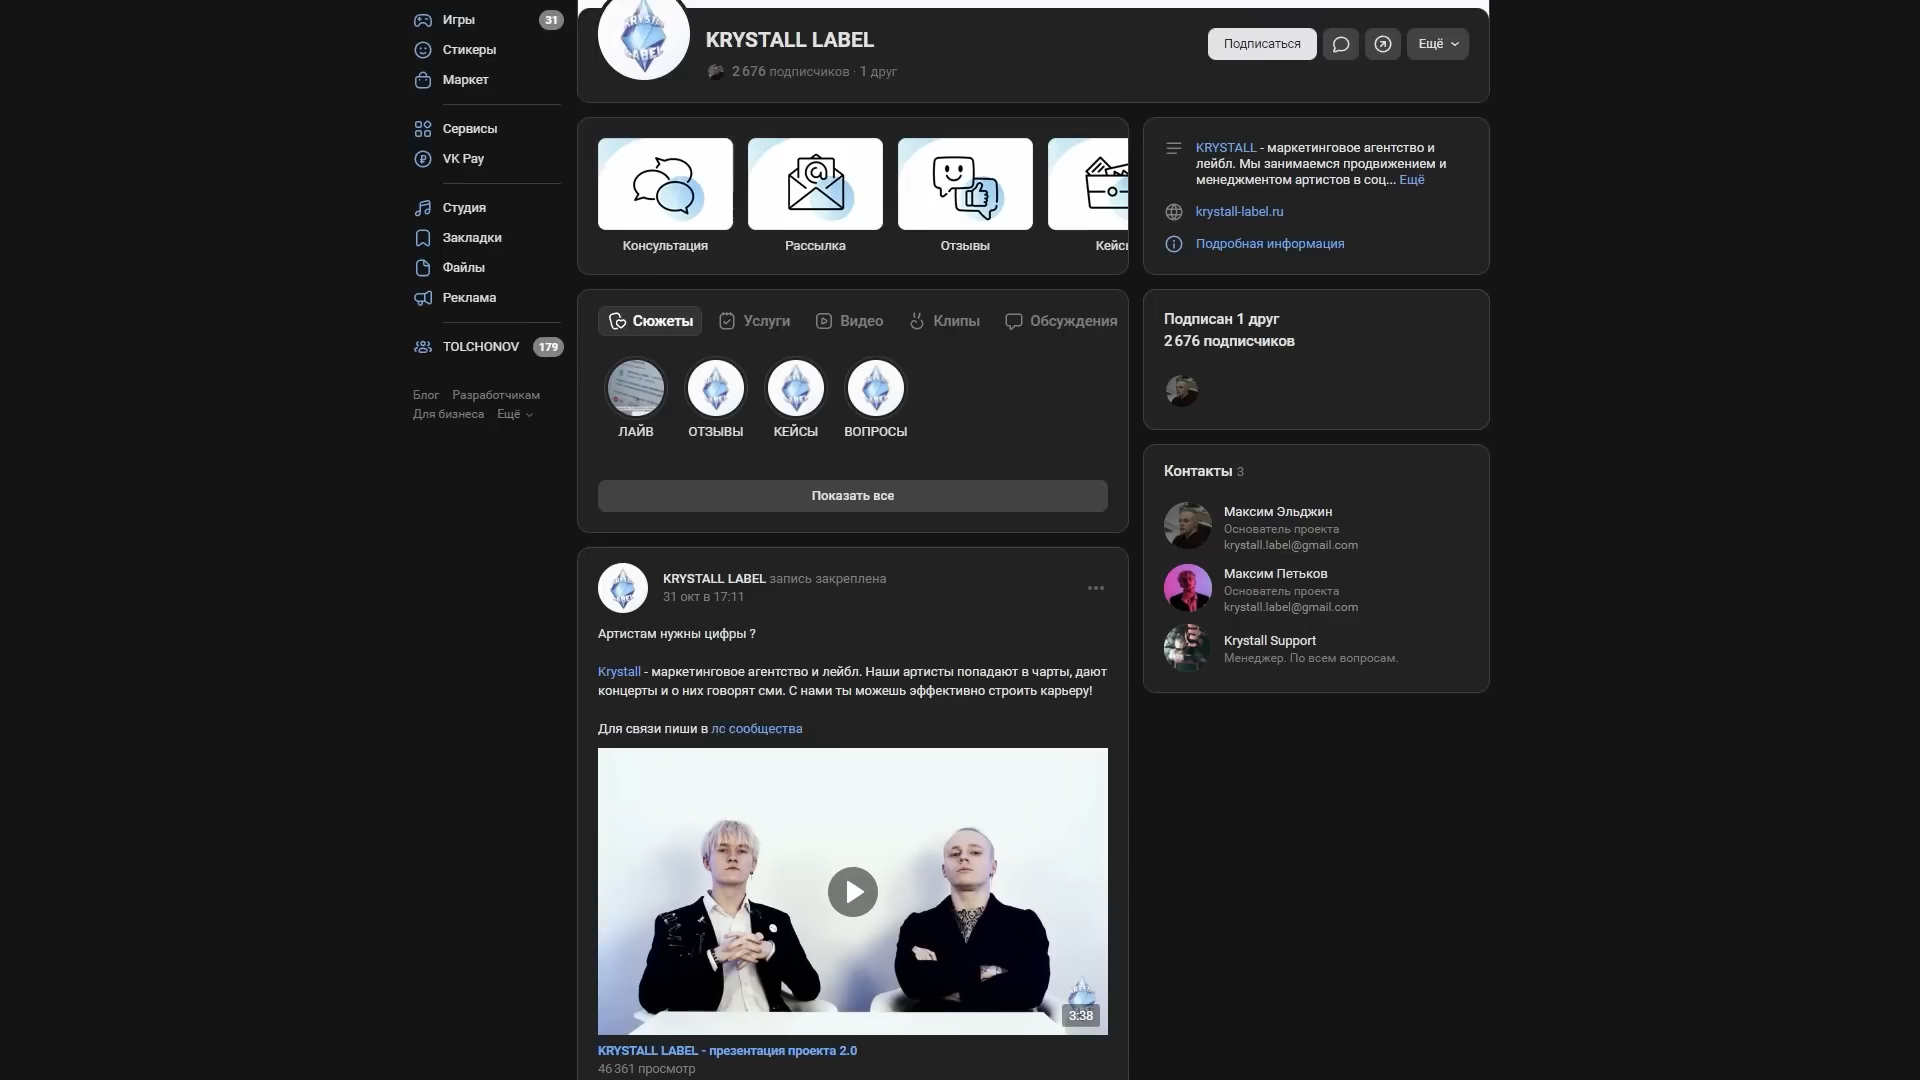 Игры 31
Стикеры
Маркет
Сервисы
VK Pay
Студия
Закладки
Файлы
Реклама
TOLCHONOV 179
Блог Разработчикам
Для бизнеса Ещё
KRYSTALL LABEL
2 676 подписчиков · 1 друг
Подписаться
Ещё
Консультация
Рассылка
Отзывы
Кейсы
Сюжеты
Услуги
Видео
Клипы
Обсуждения
ЛАЙВ
ОТЗЫВЫ
КЕЙСЫ
ВОПРОСЫ
Показать все
KRYSTALL LABEL запись закреплена
31 окт в 17:11
Артистам нужны цифры ?
Krystall - маркетинговое агентство и лейбл. Наши артисты попадают в чарты, дают
концерты и о них говорят сми. С нами ты можешь эффективно строить карьеру!
Для связи пиши в лс сообщества
3:38
KRYSTALL LABEL - презентация проекта 2.0
46 361 просмотр
KRYSTALL - маркетинговое агентство и
лейбл. Мы занимаемся продвижением и
менеджментом артистов в соц... Ещё
krystall-label.ru
Подробная информация
Подписан 1 друг
2 676 подписчиков
Контакты 3
Максим Эльджин
Основатель проекта
krystall.label@gmail.com
Максим Петьков
Основатель проекта
krystall.label@gmail.com
Krystall Support
Менеджер. По всем вопросам.